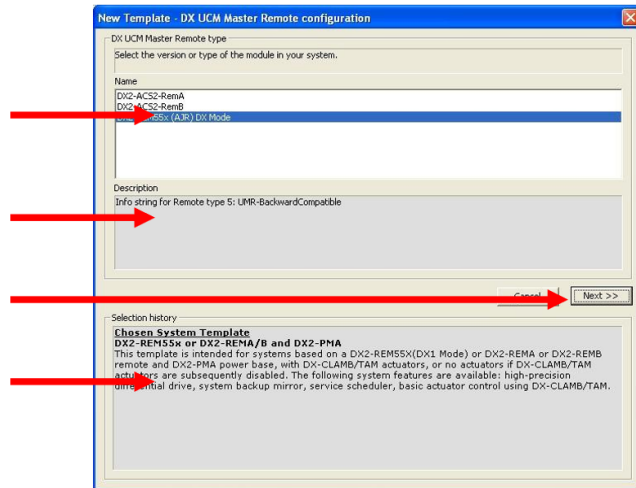 New Template - DX UCM Master Remote configuration
DX UCM Master Remote type
Select the version or type of the module in your system.
Name
DX2-ACS2-RemA
DX2-ACS2-RemB
(AJR) DX Mode
Description
Info string for Remote type 5: UMR-BackwardCompatible
Cancel
Next >>
Selection history
Chosen System Template
DX2-REM55x or DX2-REMA/B and DX2-PMA
This template is intended for systems based on a DX2-REM55X(DX1 Mode) or DX2-REMA or DX2-REMB
remote and DX2-PMA power base, with DX-CLAMB/TAM actuators, or no actuators if DX-CLAMB/TAM
actuators are subsequently disabled. The following system features are available: high-precision
differential drive, system backup mirror, service scheduler, basic actuator control using DX-CLAMB/TAM.